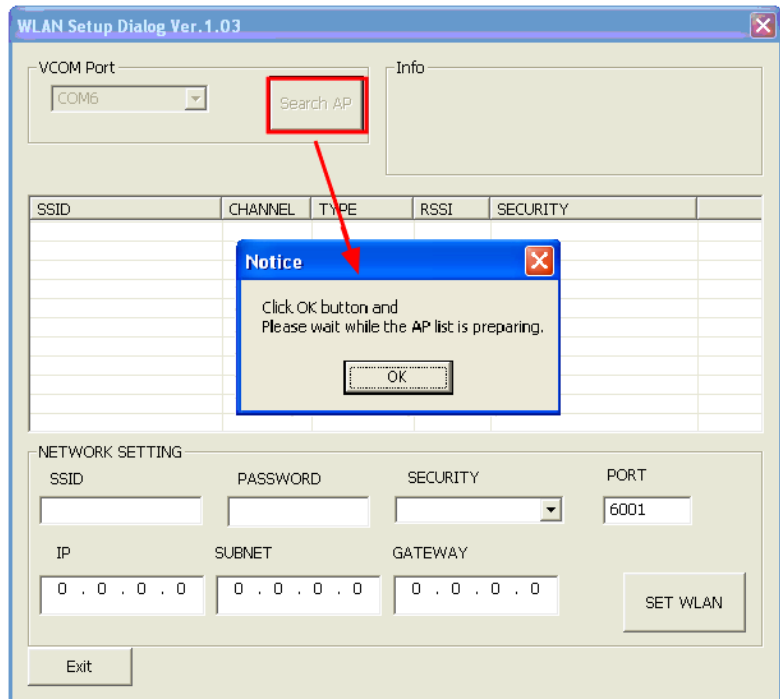 WLAN Setup Dialog Ver.1.03
VCOM Port
Info
COM6
Search AP
SSID CHANNEL TYPE RSSI SECURITY
Notice
Click OK button and
Please wait while the AP list is preparing.
OK
NETWORK SETTING
SSID PASSWORD SECURITY PORT
6001
IP SUBNET GATEWAY
0 . 0 . 0 . 0 0 . 0 . 0 . 0 0 . 0 . 0 . 0
SET WLAN
Exit